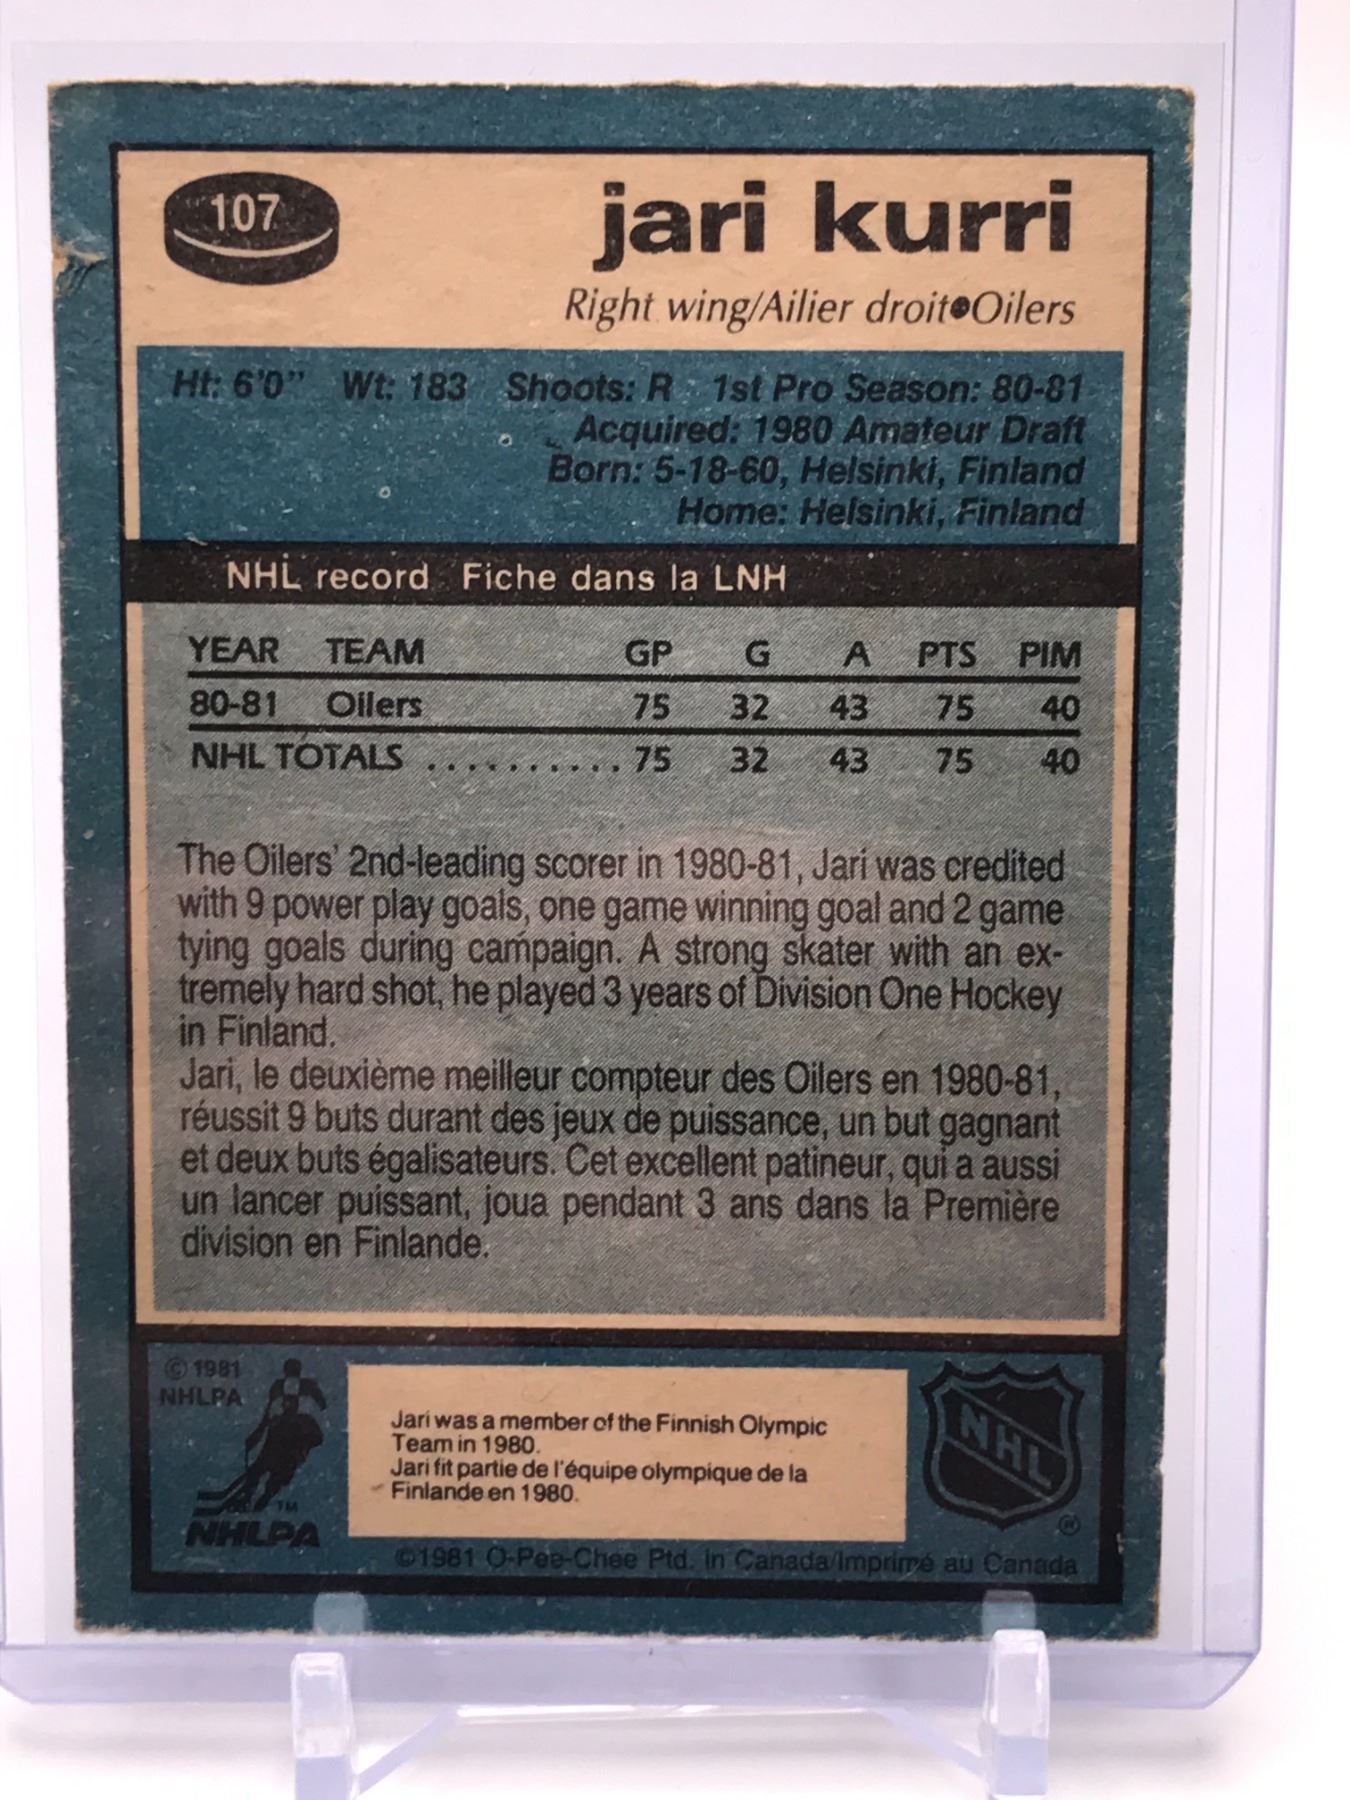 107
jari kurri
Right wing/Ailier droit•Oilers
Ht: 6'0" Wt: 183 Shoots: R 1st Pro Season: 80-81
Acquired: 1980 Amateur Draft
Born: 5-18-60, Helsinki, Finland
Home: Helsinki, Finland
NHL record Fiche dans la LNH
YEAR TEAM GP G A PTS PIM
80-81 Oilers 75 32 43 75 40
NHL TOTALS .......... 75 32 43 75 40
The Oilers' 2nd-leading scorer in 1980-81, Jari was credited
with 9 power play goals, one game winning goal and 2 game
tying goals during campaign. A strong skater with an ex-
tremely hard shot, he played 3 years of Division One Hockey
in Finland.
Jari, le deuxième meilleur compteur des Oilers en 1980-81,
réussit 9 buts durant des jeux de puissance, un but gagnant
et deux buts égalisateurs. Cet excellent patineur, qui a aussi
un lancer puissant, joua pendant 3 ans dans la Première
division en Finlande.
© 1981
NHLPA
TM
NHLPA
Jari was a member of the Finnish Olympic
Team in 1980.
Jari fit partie de l'équipe olympique de la
Finlande en 1980.
NHL
®
©1981 O-Pee-Chee Ptd. in Canada/Imprimé au Canada